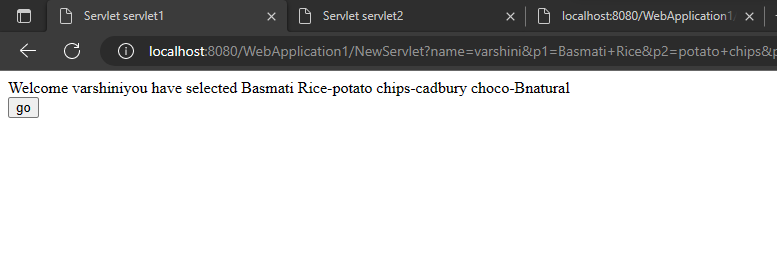 Servlet servlet1
Servlet servlet2
localhost:8080/WebApplication1/
localhost:8080/WebApplication1/NewServlet?name=varshini&p1=Basmati+Rice&p2=potato+chips&p
Welcome varshiniyou have selected Basmati Rice-potato chips-cadbury choco-Bnatural
go